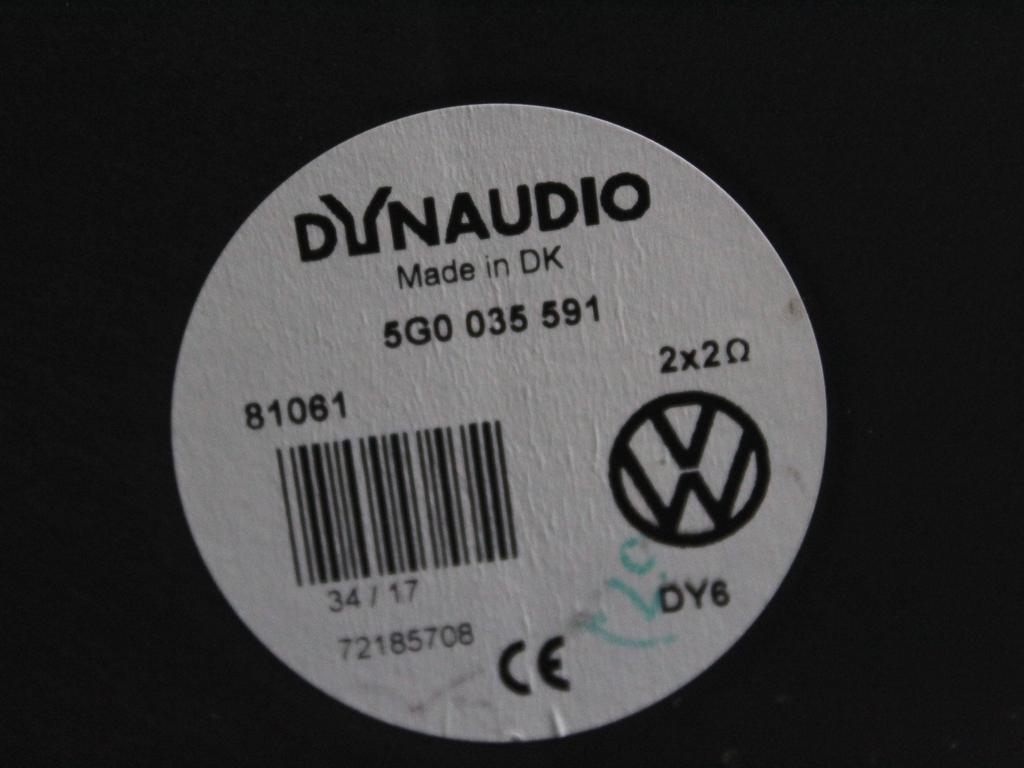 DYNAUDIO
Made in DK
5G0 035 591
2x2Ω
81061
34 / 17
DY6
72185708
CE